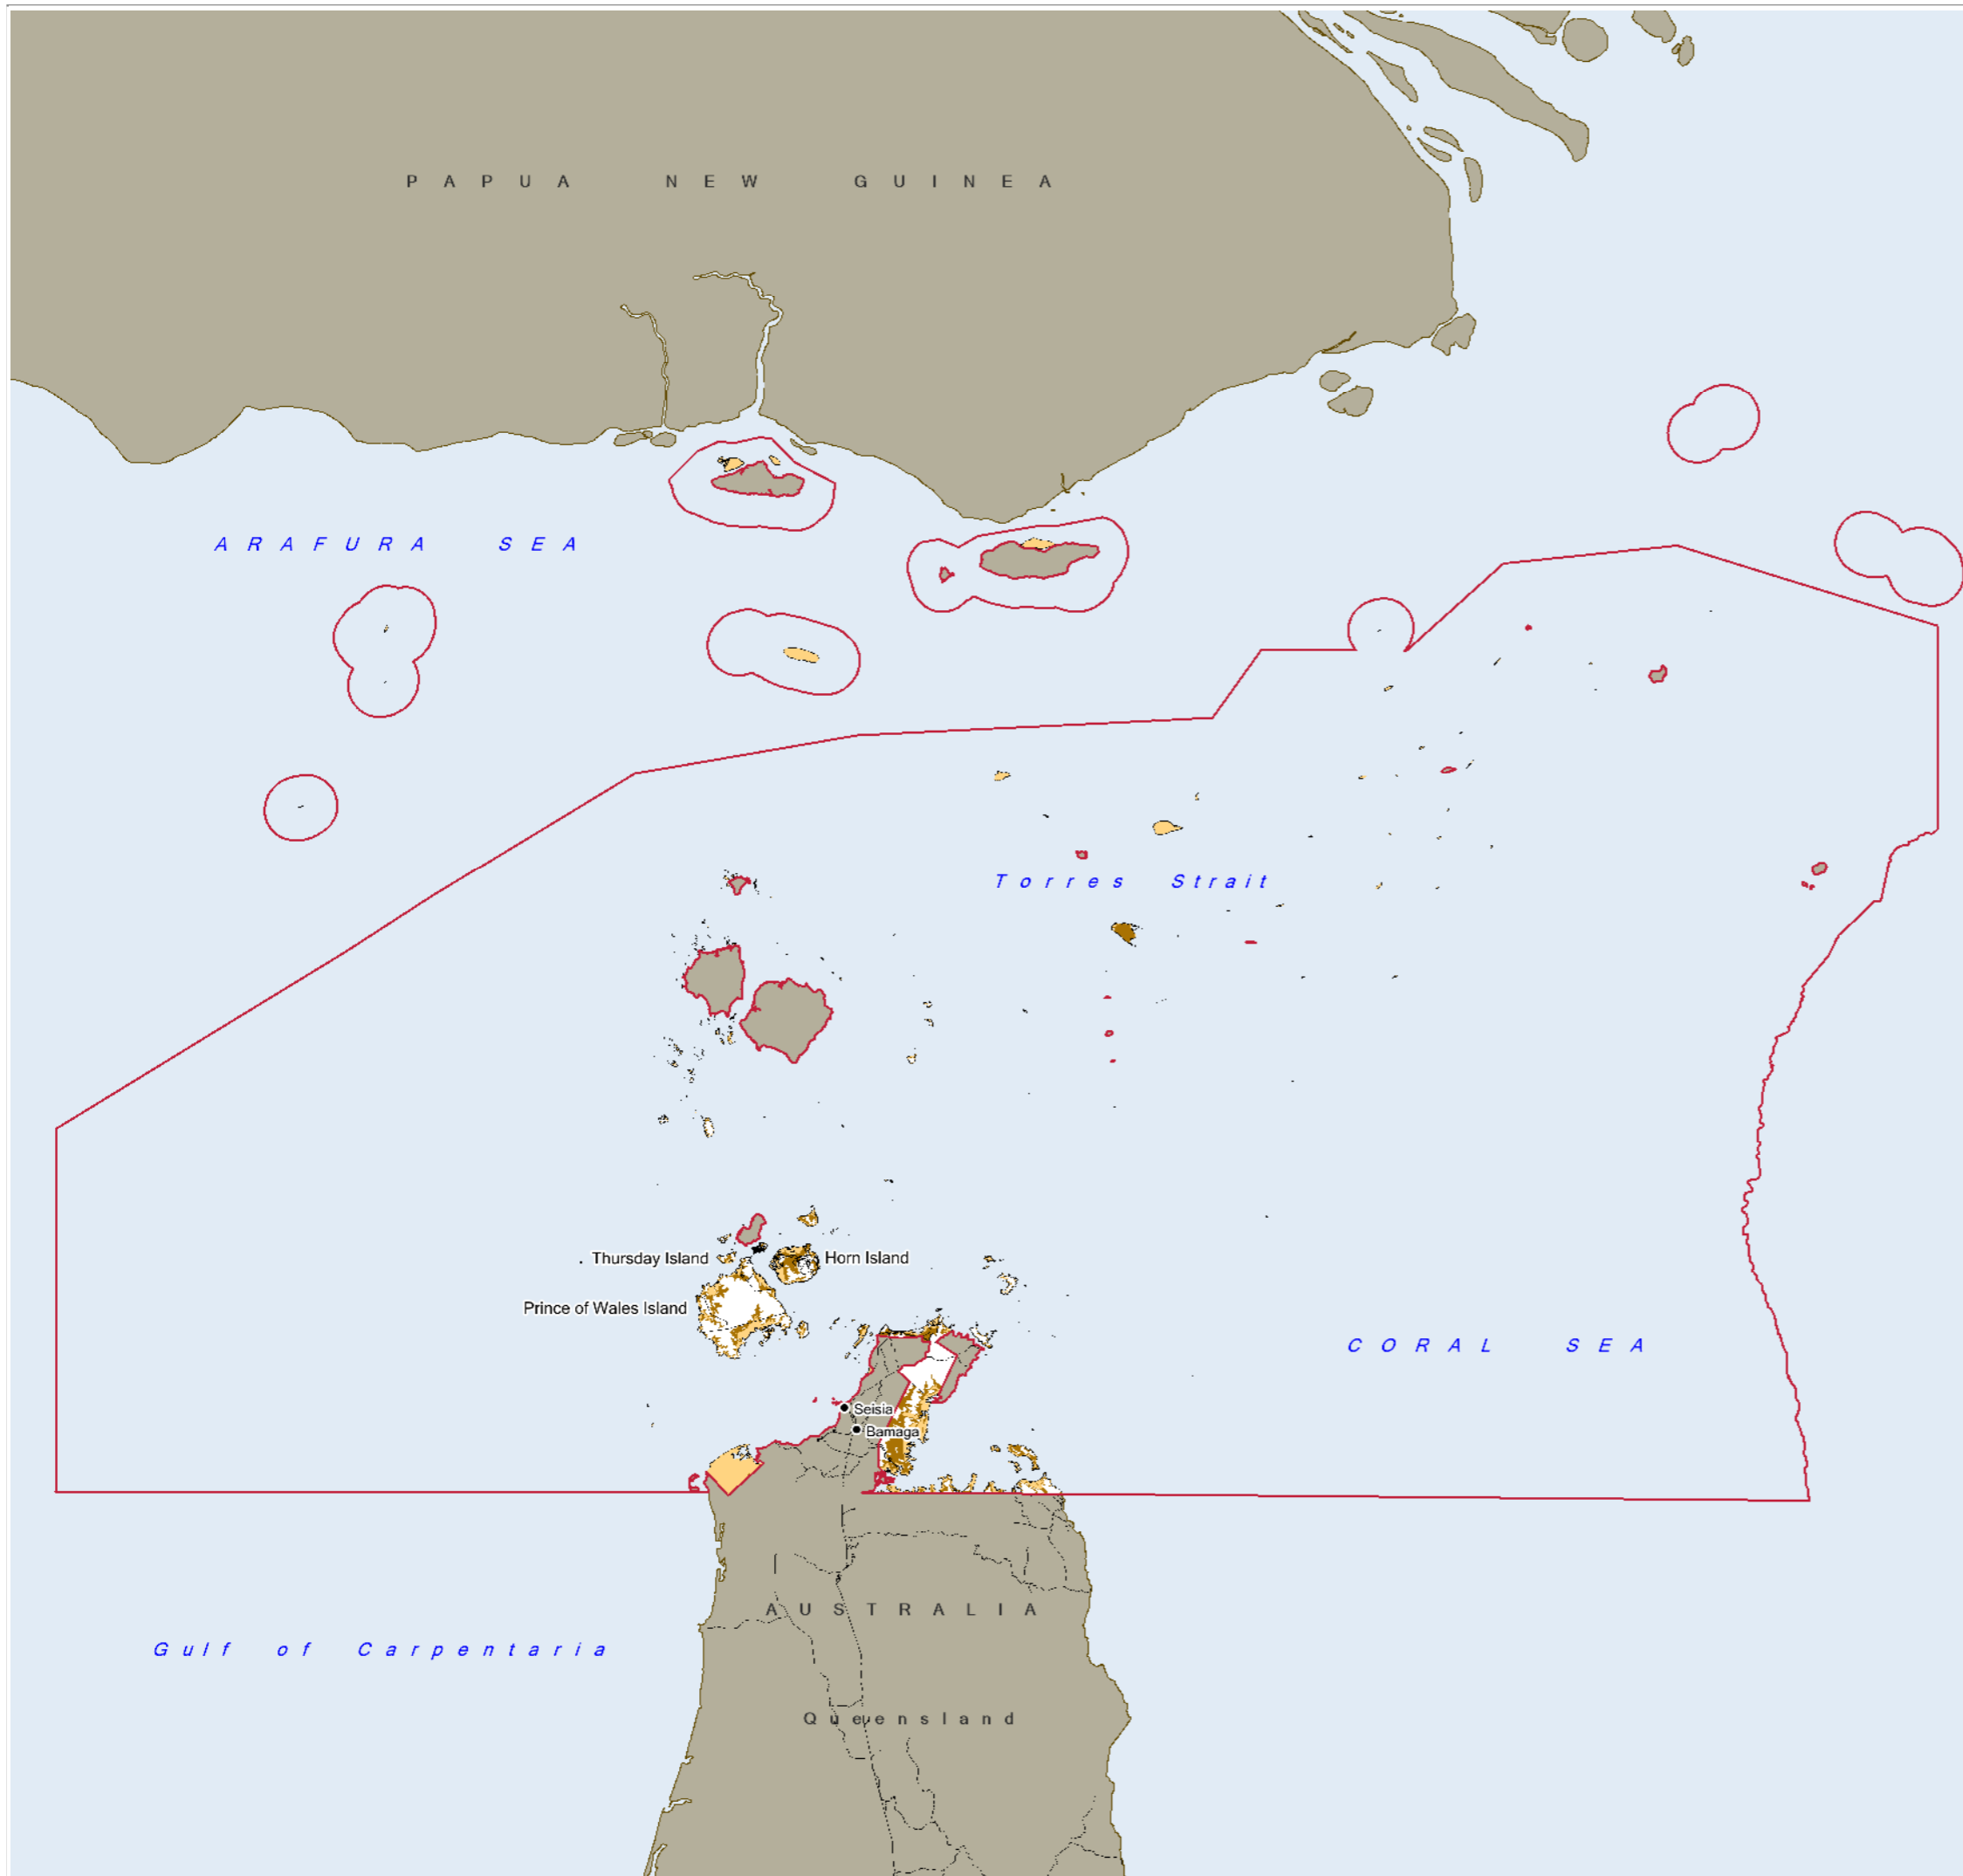 PAPUA NEW GUINEA
ARAFURA SEA
Torres Strait
Thursday Island
Horn Island
Prince of Wales Island
CORAL SEA
Seisia
Bamaga
AUSTRALIA
Gulf of Carpentaria
Queensland